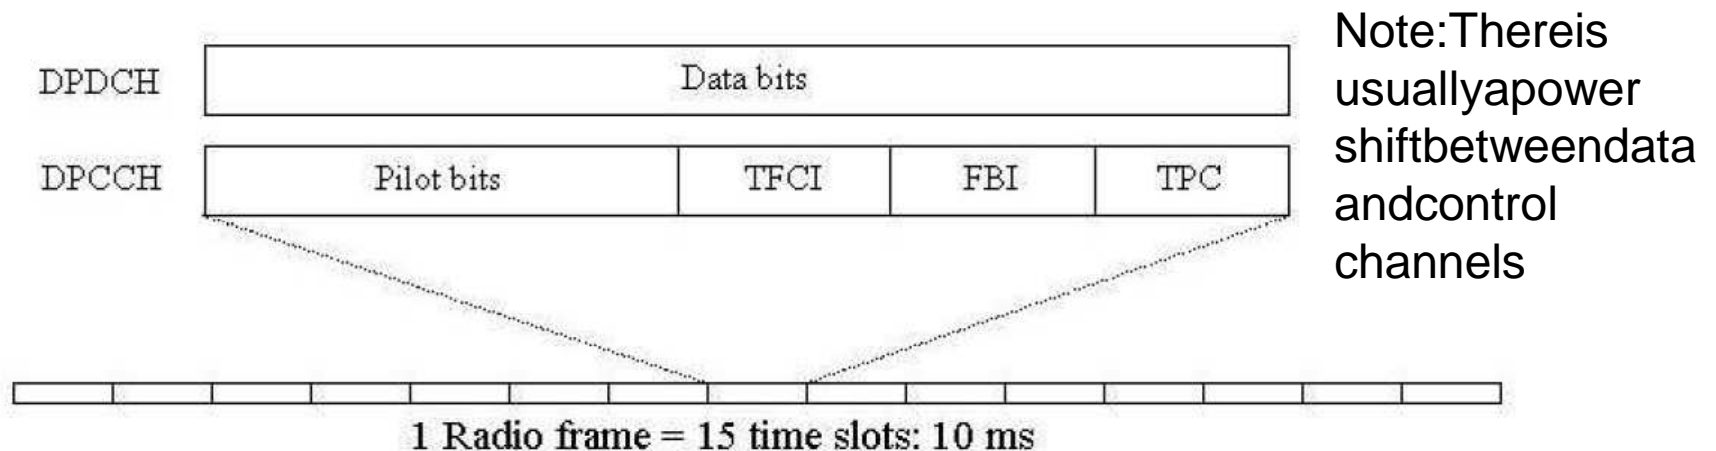 DPDCH Data bits
DPCCH Pilot bits TFCI FBI TPC
1 Radio frame = 15 time slots: 10 ms
Note:Thereis
usuallyapower
shiftbetweendata
andcontrol
channels